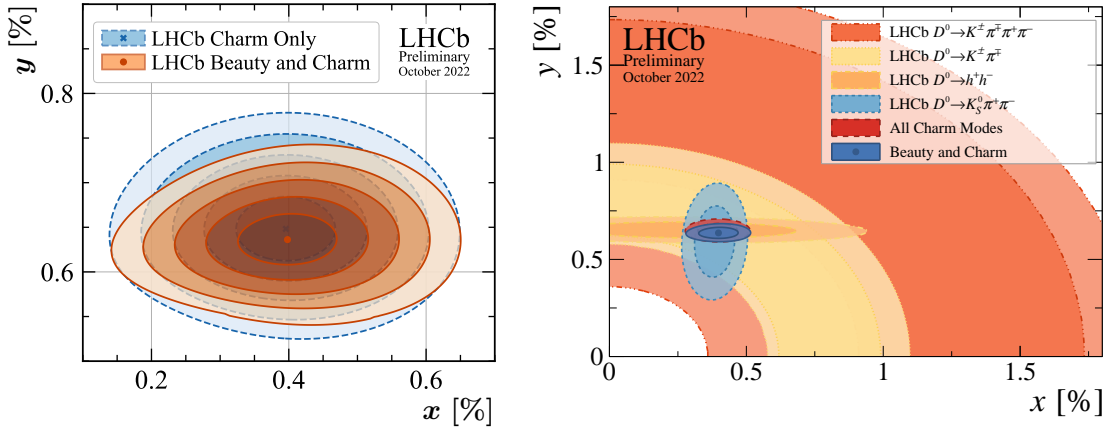 LHCb Charm Only
LHCb Beauty and Charm
LHCb
Preliminary
October 2022
y [%]
0.8
0.6
0.2
0.4
0.6
x [%]
LHCb
Preliminary
October 2022
LHCb D⁰→K±π∓π⁺π⁻
LHCb D⁰→K±π∓
LHCb D⁰→h⁺h⁻
LHCb D⁰→K⁰_Sπ⁺π⁻
All Charm Modes
Beauty and Charm
y [%]
1.5
1
0.5
0
0
0.5
1
1.5
x [%]